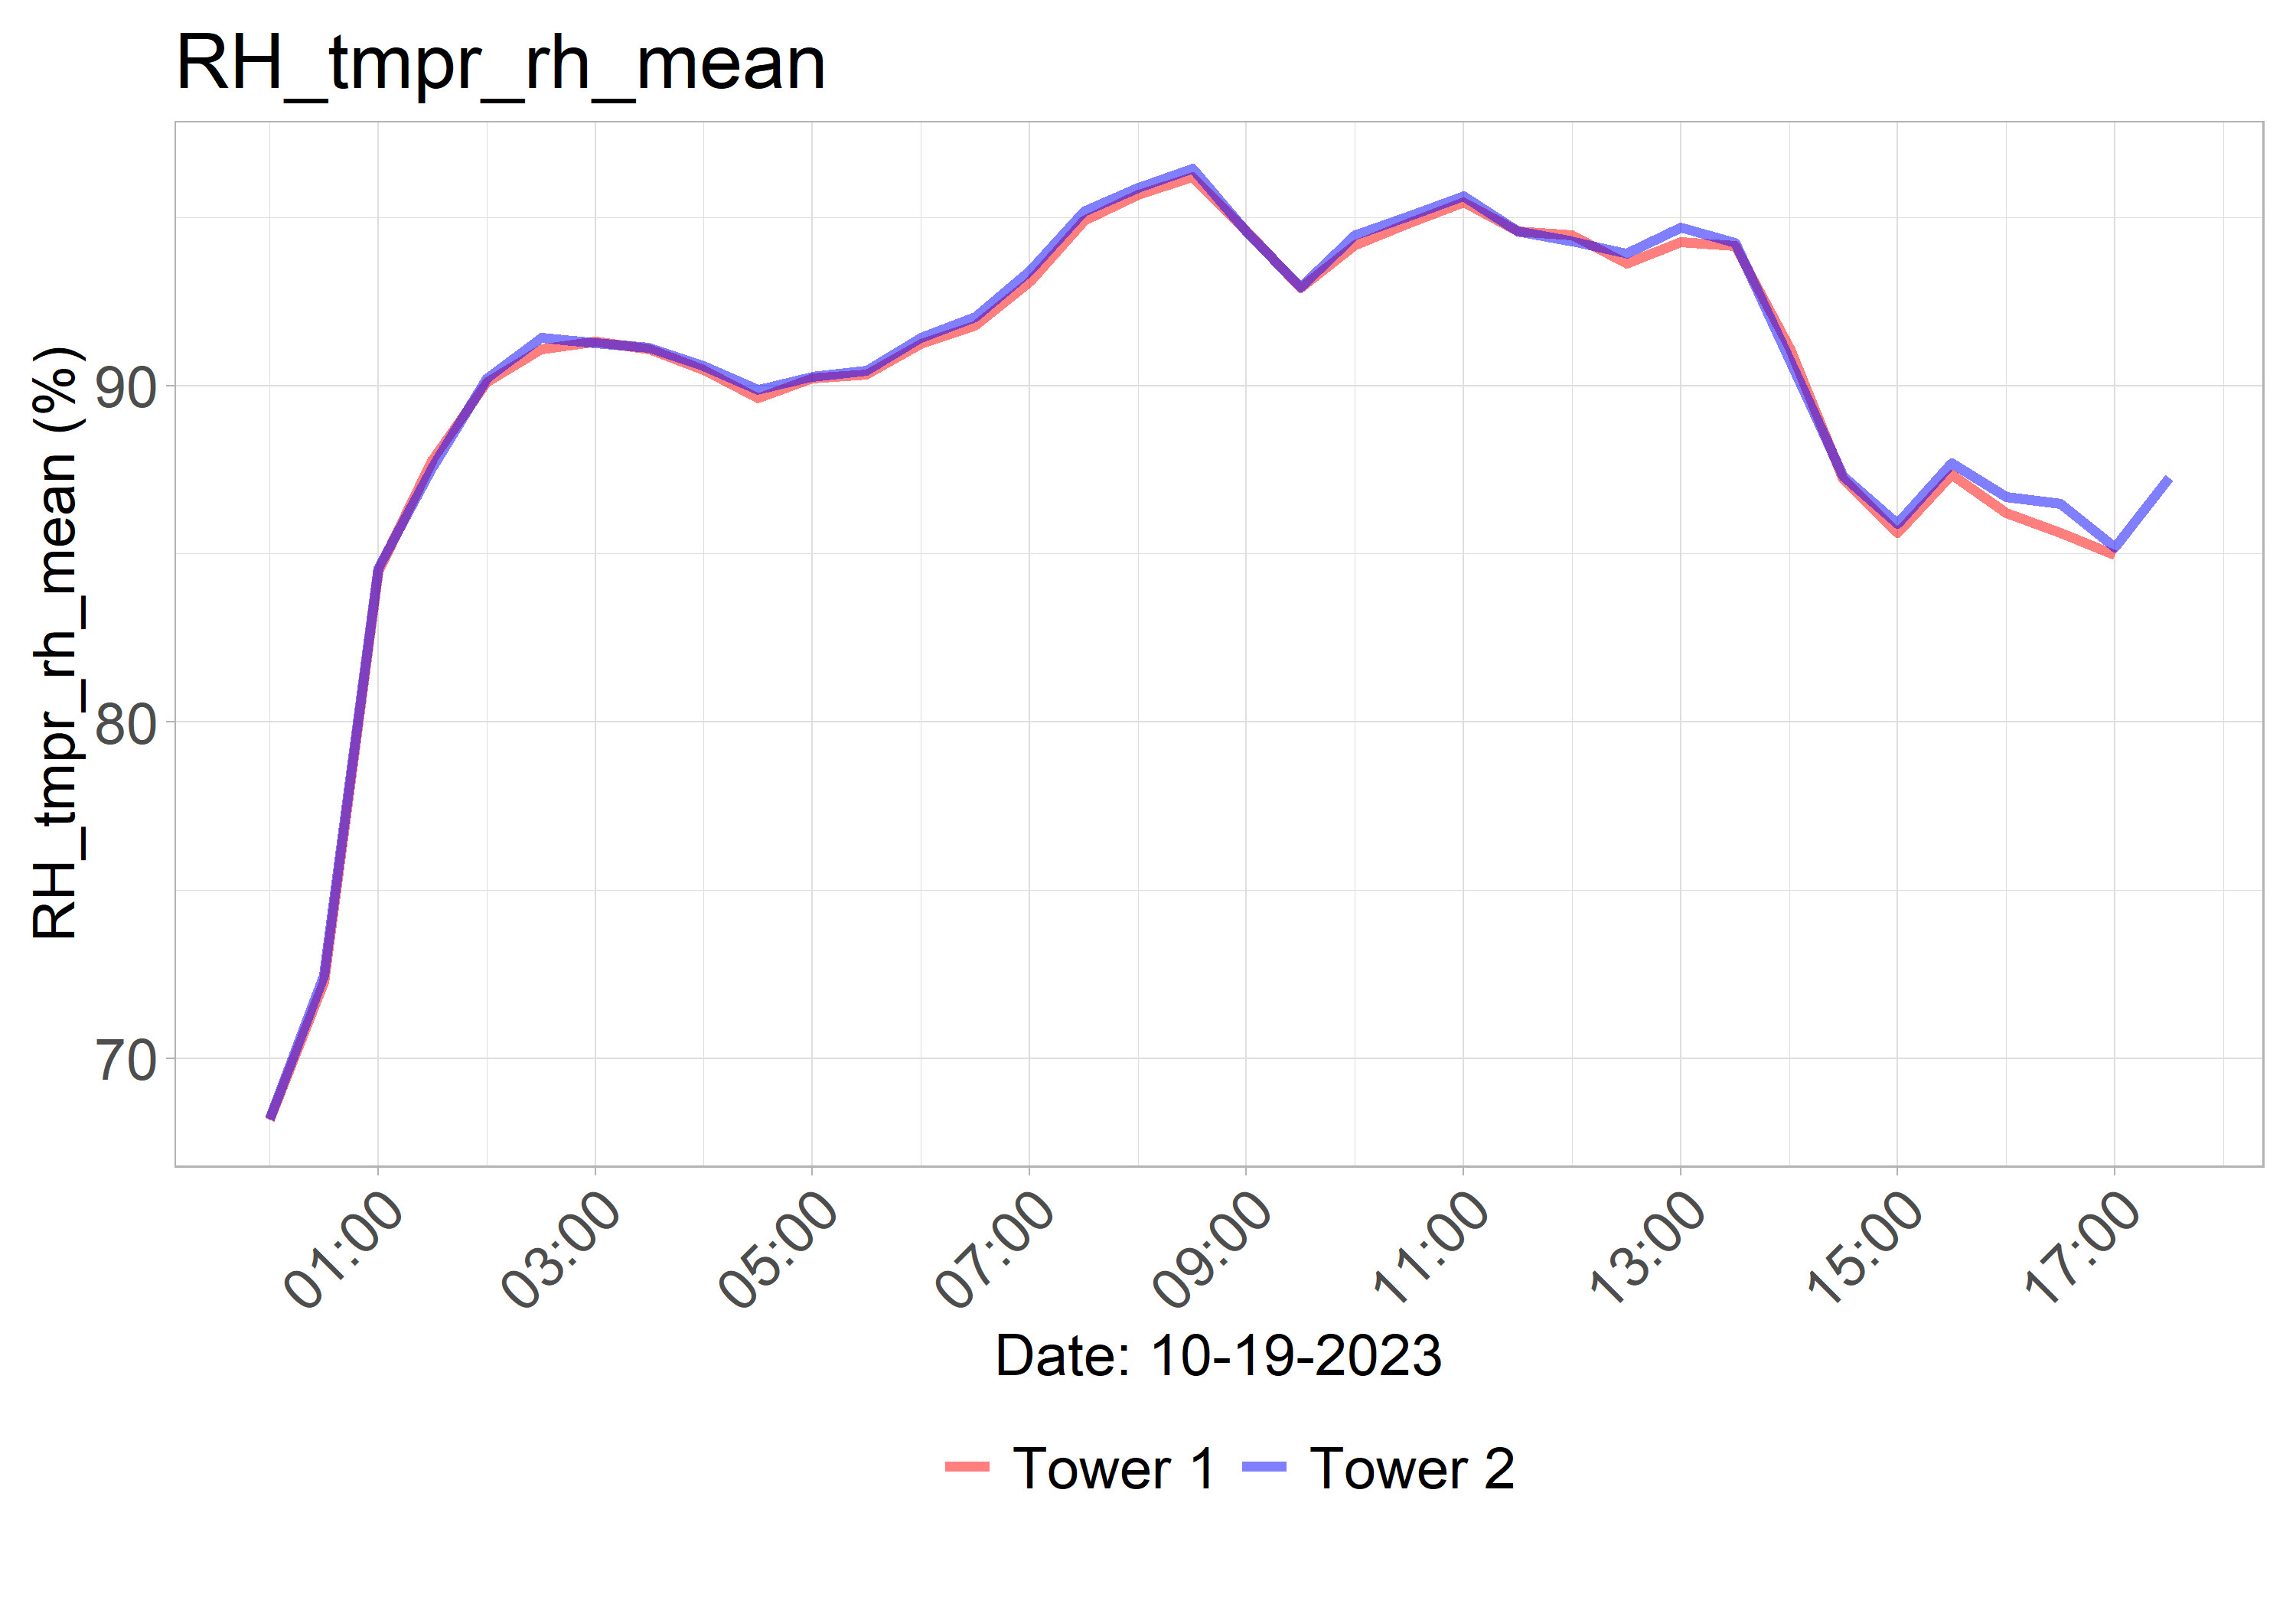 RH_tmpr_rh_mean
RH_tmpr_rh_mean (%)
90
80
70
01:00 03:00 05:00 07:00 09:00 11:00 13:00 15:00 17:00
Date: 10-19-2023
Tower 1 Tower 2